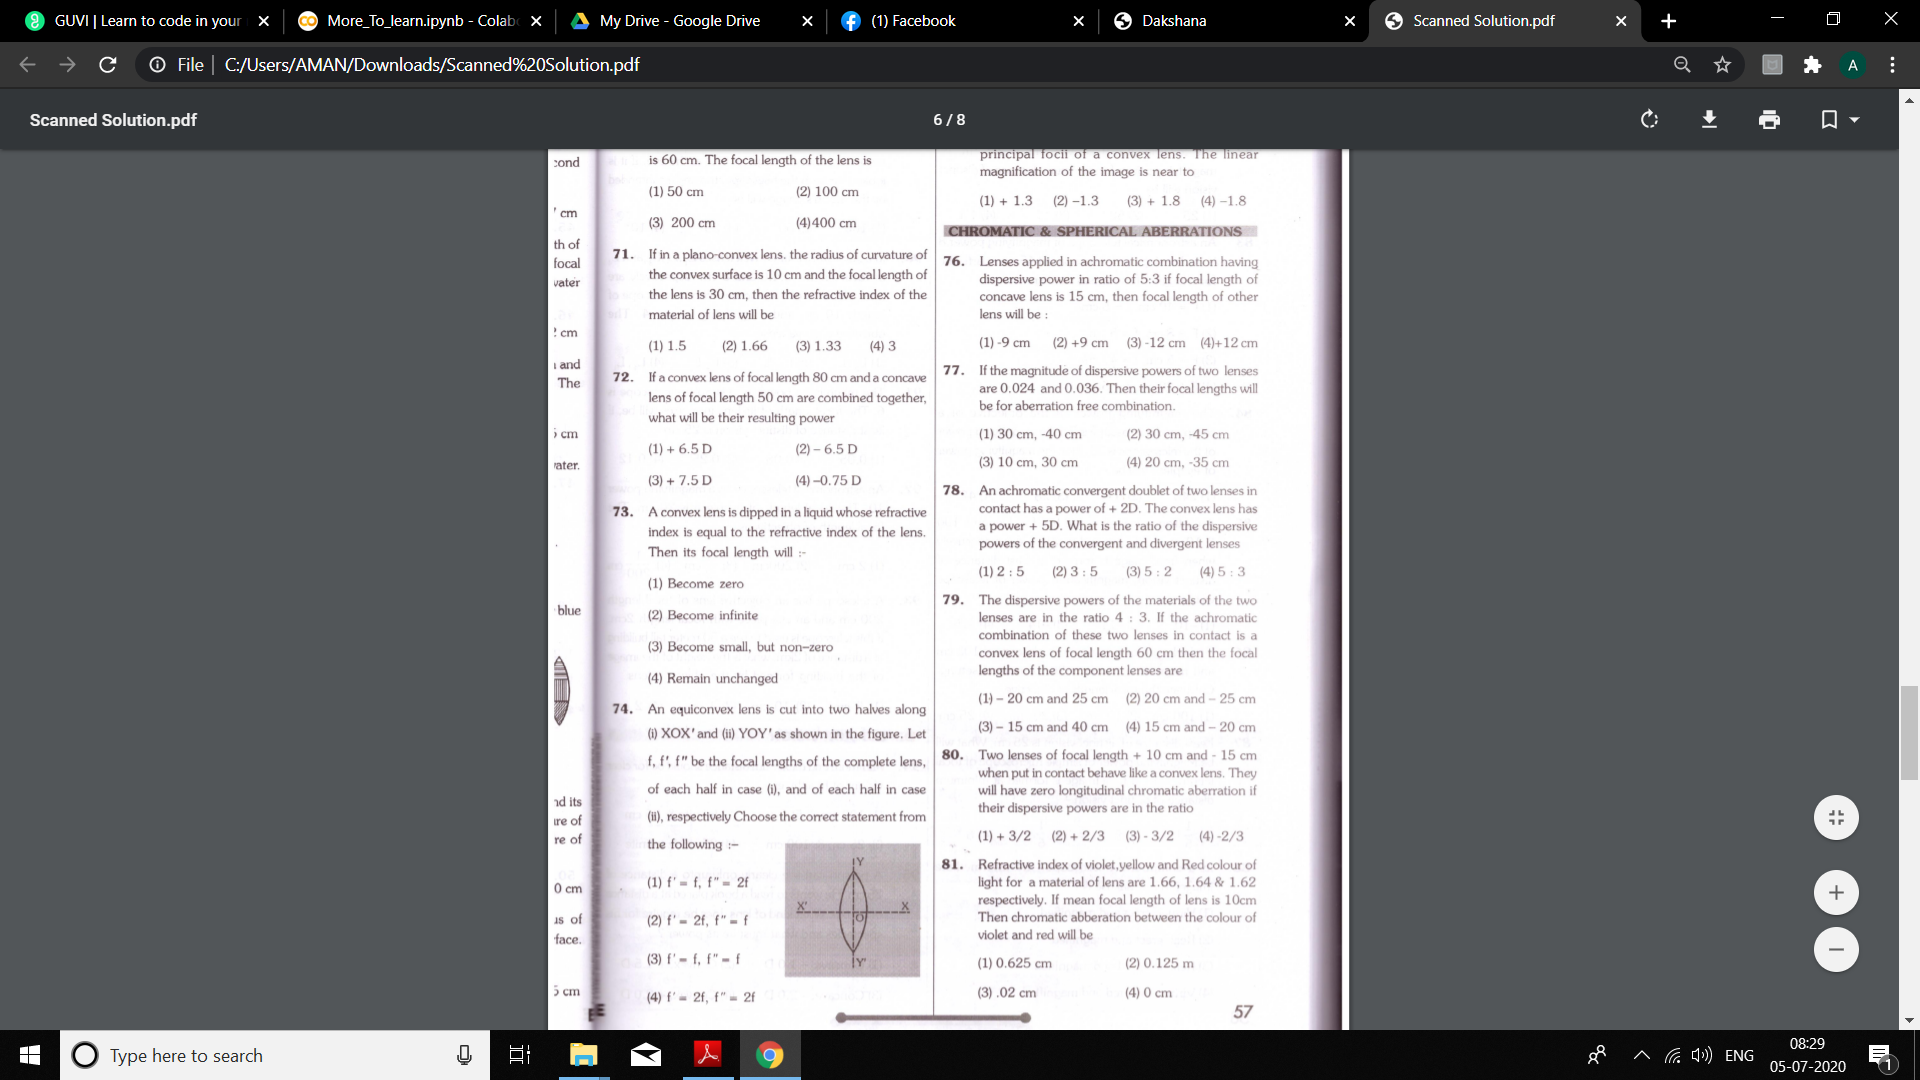 GUVI | Learn to code in your
More_To_learn.ipynb - Colab
My Drive - Google Drive
(1) Facebook
Dakshana
Scanned Solution.pdf
File | C:/Users/AMAN/Downloads/Scanned%20Solution.pdf
A
Scanned Solution.pdf
6 / 8
cond
cm
th of
focal
vater
cm
and
The
cm
ater.
blue
nd its
ure of
re of
0 cm
us of
face.
5 cm
is 60 cm. The focal length of the lens is
(1) 50 cm (2) 100 cm
(3) 200 cm (4)400 cm
71. If in a plano-convex lens. the radius of curvature of
the convex surface is 10 cm and the focal length of
the lens is 30 cm, then the refractive index of the
material of lens will be
(1) 1.5 (2) 1.66 (3) 1.33 (4) 3
72. If a convex lens of focal length 80 cm and a concave
lens of focal length 50 cm are combined together,
what will be their resulting power
(1) + 6.5 D (2) – 6.5 D
(3) + 7.5 D (4) –0.75 D
73. A convex lens is dipped in a liquid whose refractive
index is equal to the refractive index of the lens.
Then its focal length will :-
(1) Become zero
(2) Become infinite
(3) Become small, but non–zero
(4) Remain unchanged
74. An equiconvex lens is cut into two halves along
(i) XOX' and (ii) YOY' as shown in the figure. Let
f, f', f" be the focal lengths of the complete lens,
of each half in case (i), and of each half in case
(ii), respectively Choose the correct statement from
the following :–
(1) f' = f, f" = 2f
(2) f' = 2f, f" = f
(3) f' = f, f" = f
(4) f' = 2f, f" = 2f
Y
X' X
O
Y'
E
principal focii of a convex lens. The linear
magnification of the image is near to
(1) + 1.3 (2) –1.3 (3) + 1.8 (4) –1.8
CHROMATIC & SPHERICAL ABERRATIONS
76. Lenses applied in achromatic combination having
dispersive power in ratio of 5:3 if focal length of
concave lens is 15 cm, then focal length of other
lens will be :
(1) -9 cm (2) +9 cm (3) -12 cm (4)+12 cm
77. If the magnitude of dispersive powers of two lenses
are 0.024 and 0.036. Then their focal lengths will
be for aberration free combination.
(1) 30 cm, -40 cm (2) 30 cm, -45 cm
(3) 10 cm, 30 cm (4) 20 cm, -35 cm
78. An achromatic convergent doublet of two lenses in
contact has a power of + 2D. The convex lens has
a power + 5D. What is the ratio of the dispersive
powers of the convergent and divergent lenses
(1) 2 : 5 (2) 3 : 5 (3) 5 : 2 (4) 5 : 3
79. The dispersive powers of the materials of the two
lenses are in the ratio 4 : 3. If the achromatic
combination of these two lenses in contact is a
convex lens of focal length 60 cm then the focal
lengths of the component lenses are
(1) – 20 cm and 25 cm (2) 20 cm and – 25 cm
(3) – 15 cm and 40 cm (4) 15 cm and – 20 cm
80. Two lenses of focal length + 10 cm and - 15 cm
when put in contact behave like a convex lens. They
will have zero longitudinal chromatic aberration if
their dispersive powers are in the ratio
(1) + 3/2 (2) + 2/3 (3) - 3/2 (4) -2/3
81. Refractive index of violet,yellow and Red colour of
light for a material of lens are 1.66, 1.64 & 1.62
respectively. If mean focal length of lens is 10cm
Then chromatic abberation between the colour of
violet and red will be
(1) 0.625 cm (2) 0.125 m
(3) .02 cm (4) 0 cm
57
Type here to search
ENG
08:29
05-07-2020
1